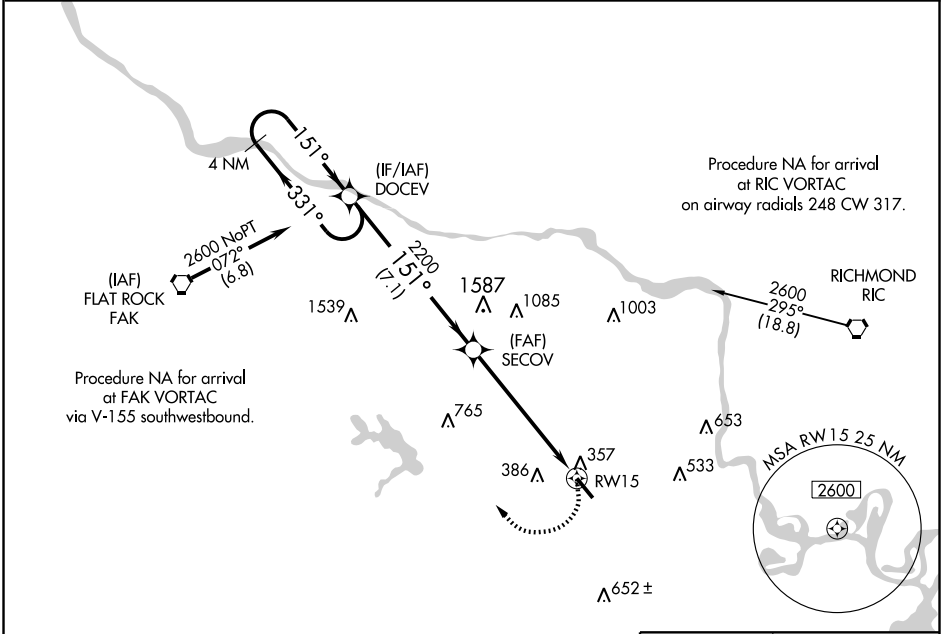 151°
4 NM
331°
(IF/IAF)
DOCEV
2600 NoPT
072°
(6.8)
(IAF)
FLAT ROCK
FAK
Procedure NA for arrival
at FAK VORTAC
via V-155 southwestbound.
2200
151°
(7.1)
1539
1587
1085
1003
(FAF)
SECOV
Procedure NA for arrival
at RIC VORTAC
on airway radials 248 CW 317.
RICHMOND
RIC
2600
295°
(18.8)
765
386
357
RW15
653
533
652 ±
MSA RW15 25 NM
2600